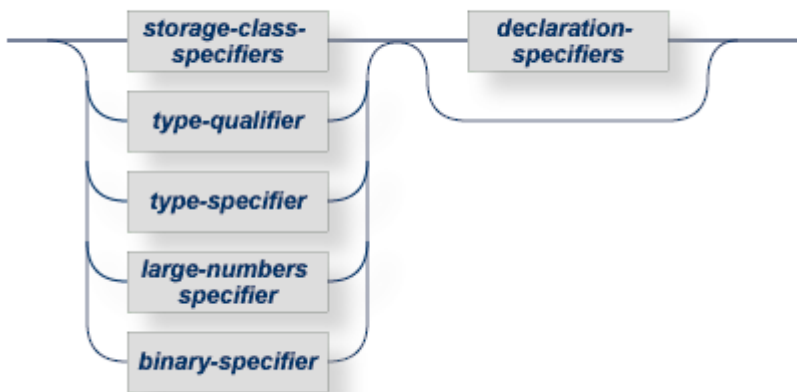 storage-class-
specifiers
declaration-
specifiers
type-qualifier
type-specifier
large-numbers
specifier
binary-specifier